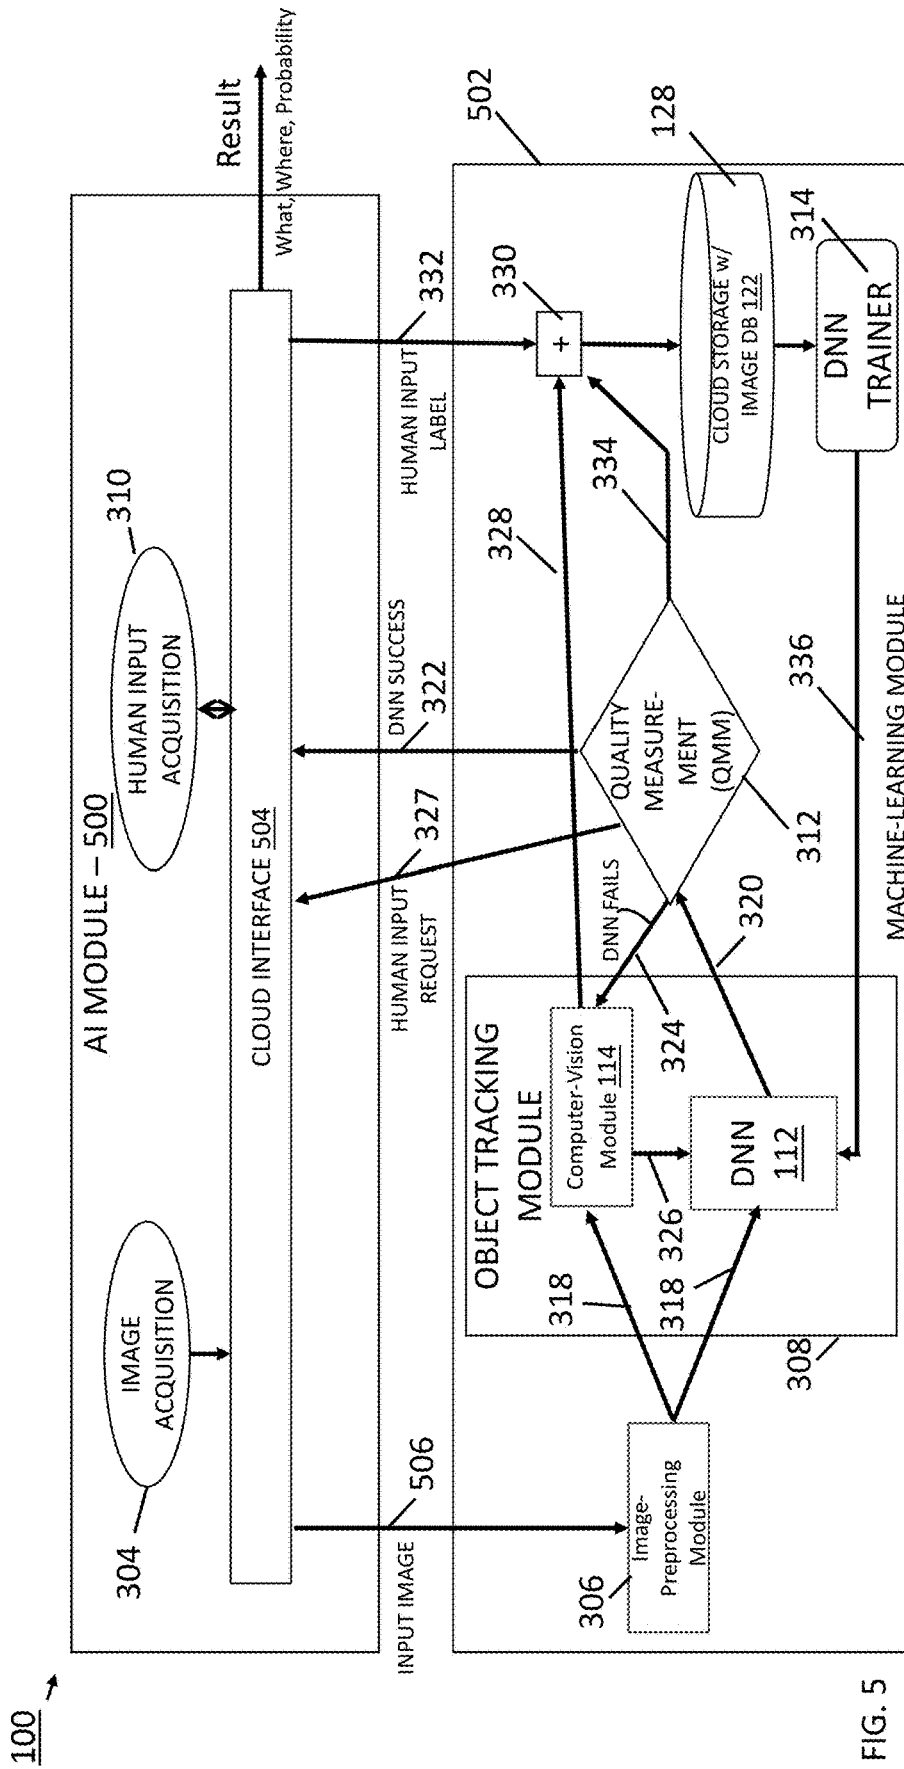 100
AI MODULE – 500
304
IMAGE
ACQUISITION
HUMAN INPUT
ACQUISITION
310
CLOUD INTERFACE 504
Result
What, Where, Probability
INPUT IMAGE
506
HUMAN INPUT
REQUEST
327
DNN SUCCESS
322
HUMAN INPUT
LABEL
332
502
OBJECT TRACKING
MODULE
328
330
+
306
Image-
Preprocessing
Module
318
318
Computer-Vision
Module 114
326
DNN
112
308
DNN FAILS
324
320
QUALITY
MEASURE-
MENT
(QMM)
312
334
CLOUD STORAGE w/
IMAGE DB 122
128
DNN
TRAINER
314
336
MACHINE-LEARNING MODULE
FIG. 5